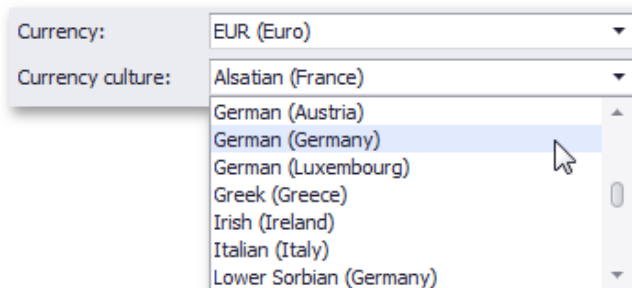 Currency: EUR (Euro)
Currency culture: Alsatian (France)
German (Austria)
German (Germany)
German (Luxembourg)
Greek (Greece)
Irish (Ireland)
Italian (Italy)
Lower Sorbian (Germany)